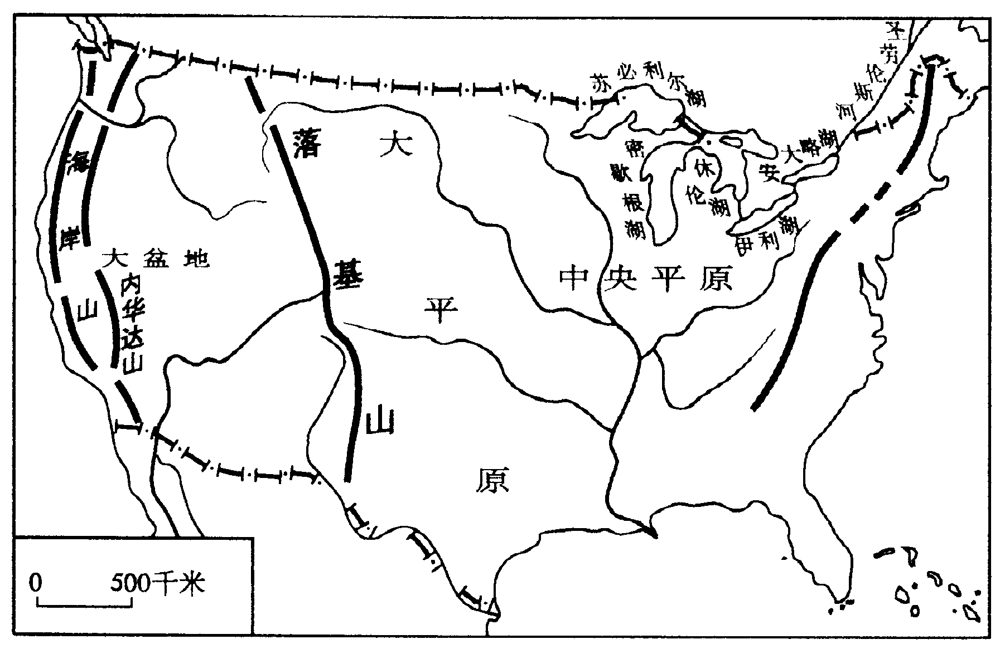 圣劳伦斯河
苏必利尔湖
密歇根湖
休伦湖
安大略湖
伊利湖
落基山
大平原
海岸山
大盆地
内华达山
中央平原
0 500千米